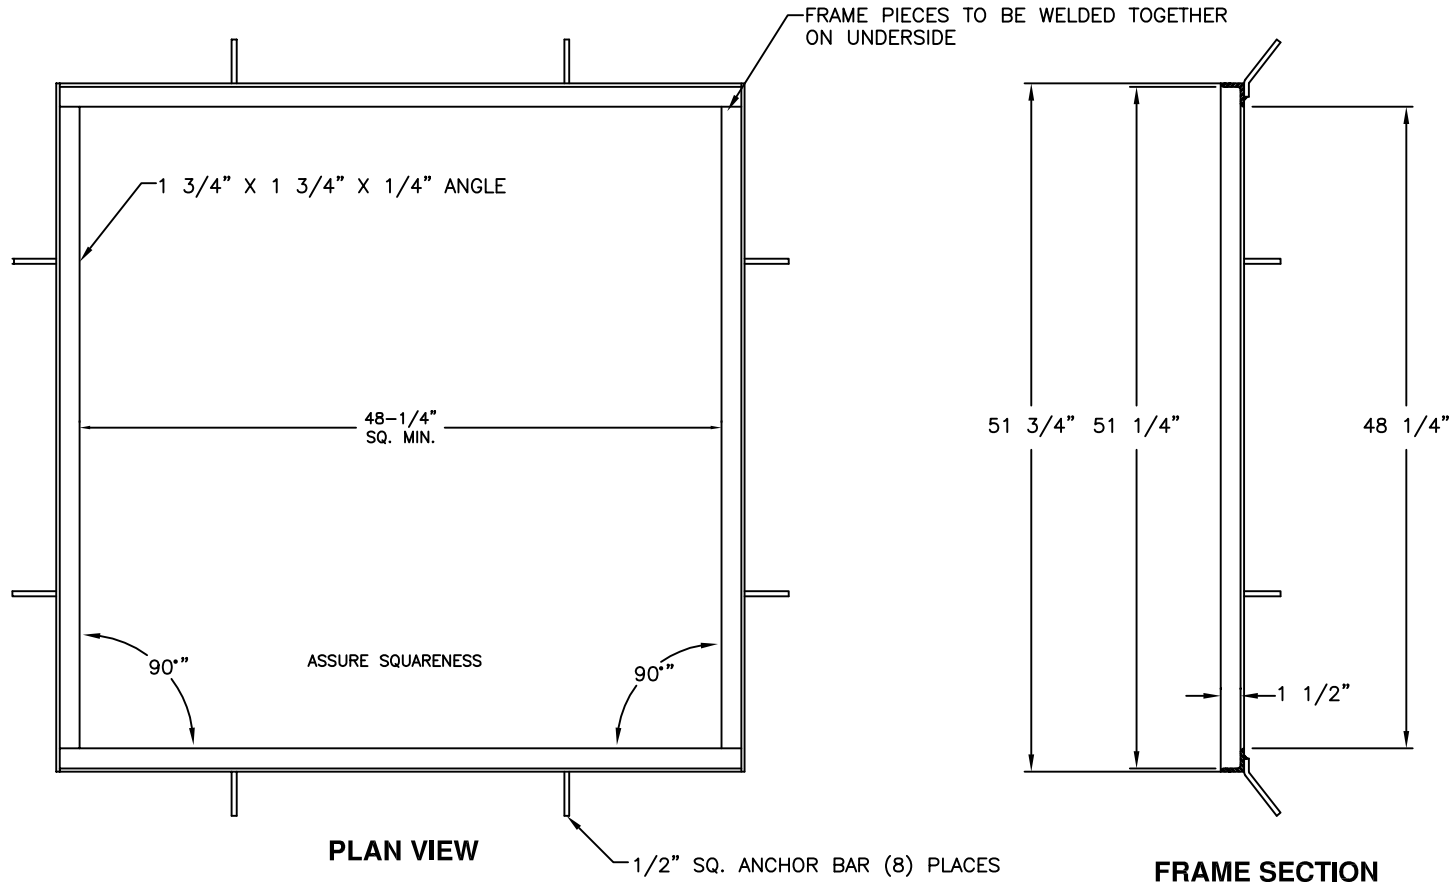 FRAME PIECES TO BE WELDED TOGETHER
ON UNDERSIDE
1 3/4" X 1 3/4" X 1/4" ANGLE
48-1/4"
SQ. MIN.
51 3/4"
51 1/4"
48 1/4"
90°"
ASSURE SQUARENESS
90°"
1 1/2"
PLAN VIEW
1/2" SQ. ANCHOR BAR (8) PLACES
FRAME SECTION